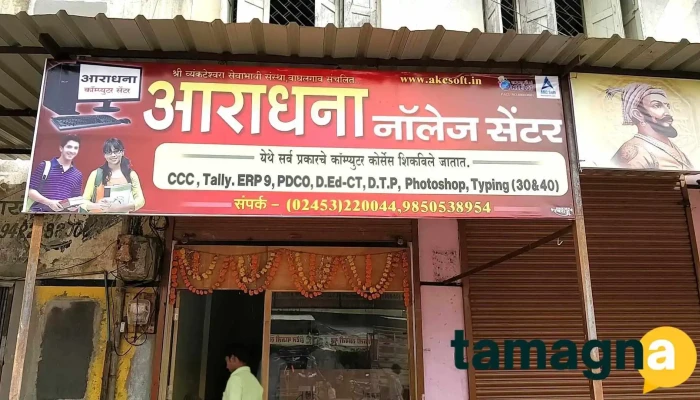 श्री व्यंकटेश्वरा सेवाभावी संस्था, वाघलगाव संचलित
www.akcsoft.in
आराधना
कॉम्प्युटर सेंटर
आराधना नॉलेज सेंटर
येथे सर्व प्रकारचे कॉम्प्युटर कोर्सेस शिकविले जातात.
CCC, Tally. ERP 9, PDCO, D.Ed-CT, D.T.P, Photoshop, Typing (30&40)
संपर्क - (02453)220044,9850538954
tamagna